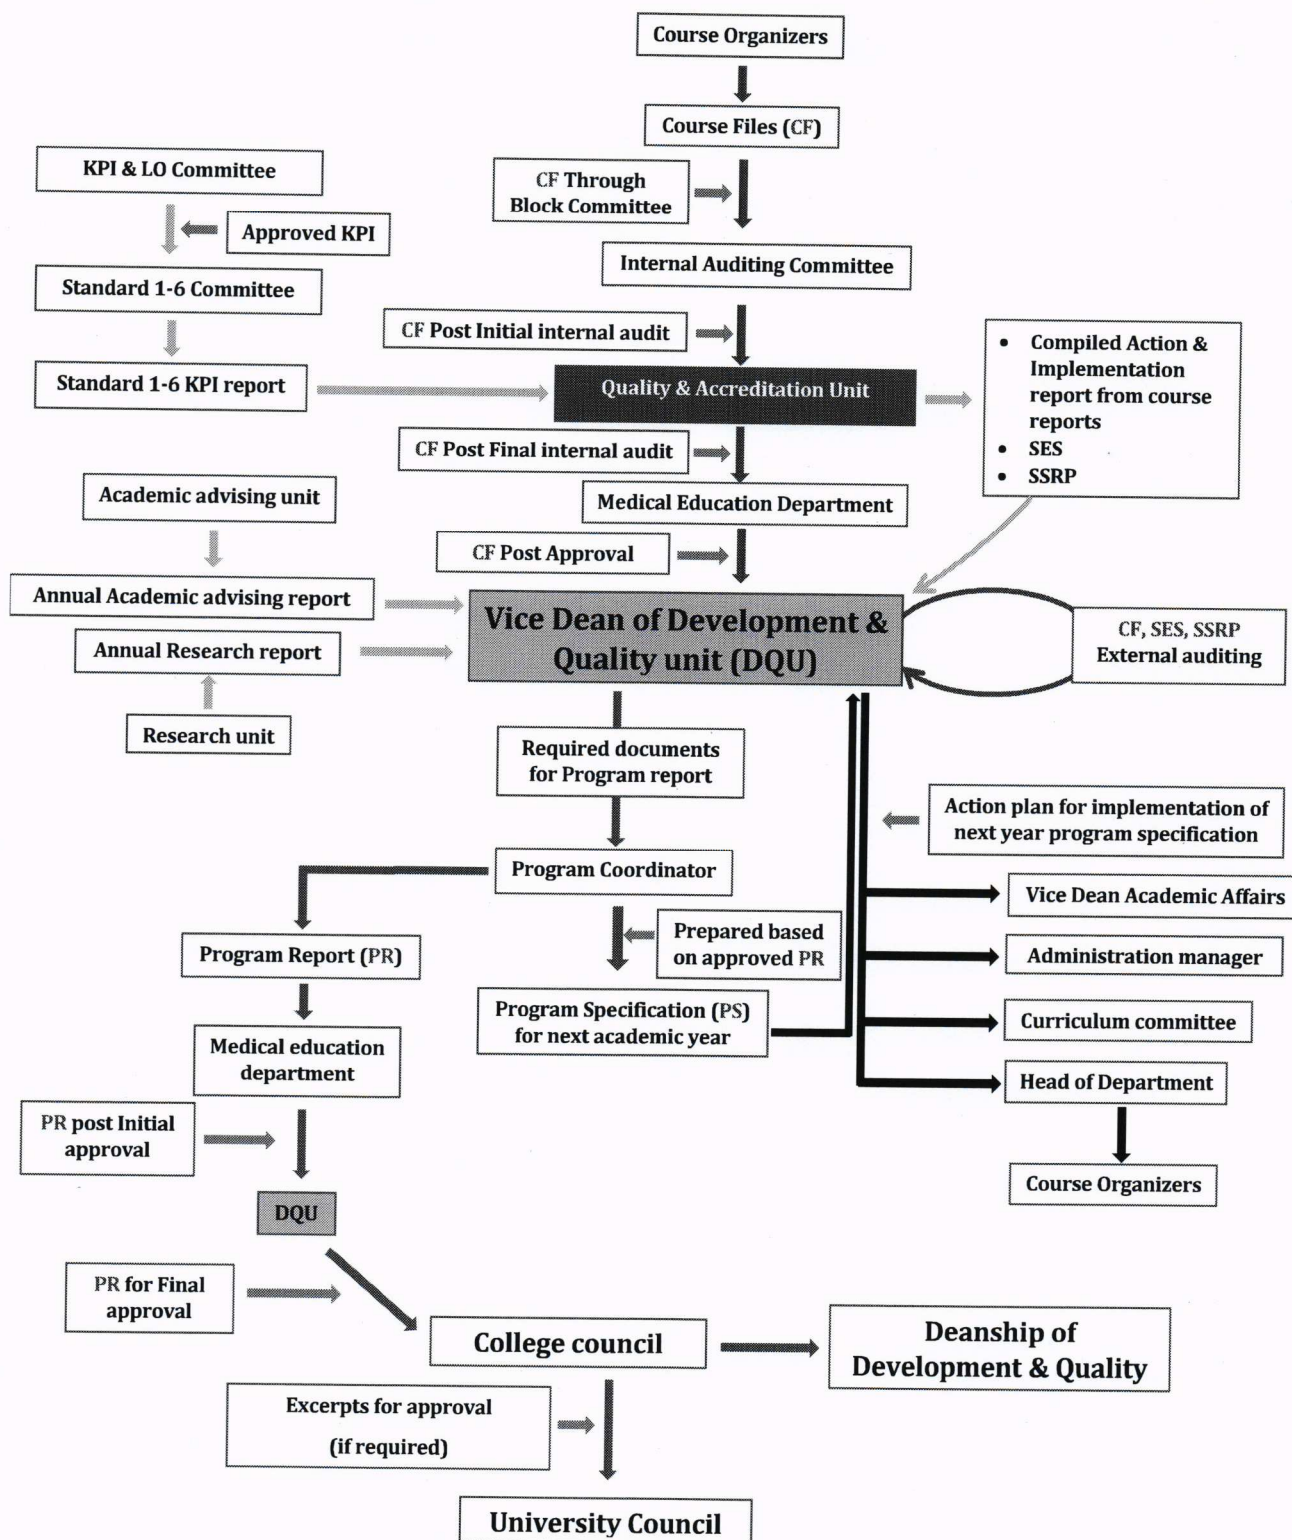 Course Organizers
Course Files (CF)
KPI & LO Committee
CF Through
Block Committee
Approved KPI
Internal Auditing Committee
Standard 1-6 Committee
CF Post Initial internal audit
Standard 1-6 KPI report
Quality & Accreditation Unit
• Compiled Action &
Implementation
report from course
reports
• SES
• SSRP
CF Post Final internal audit
Academic advising unit
Medical Education Department
CF Post Approval
Annual Academic advising report
Vice Dean of Development &
Quality unit (DQU)
CF, SES, SSRP
External auditing
Annual Research report
Research unit
Required documents
for Program report
Action plan for implementation of
next year program specification
Program Coordinator
Vice Dean Academic Affairs
Prepared based
on approved PR
Program Report (PR)
Administration manager
Program Specification (PS)
for next academic year
Curriculum committee
Medical education
department
Head of Department
PR post Initial
approval
Course Organizers
DQU
PR for Final
approval
College council
Deanship of
Development & Quality
Excerpts for approval
(if required)
University Council